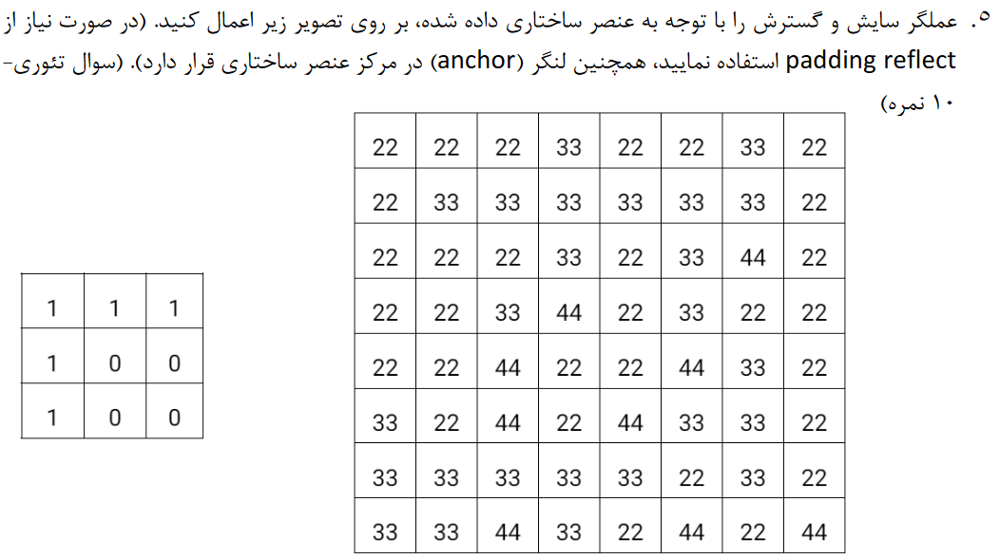 ۵. عملگر سایش و گسترش را با توجه به عنصر ساختاری داده شده، بر روی تصویر زیر اعمال کنید. (در صورت نیاز از
padding reflect استفاده نمایید، همچنین لنگر (anchor) در مرکز عنصر ساختاری قرار دارد). (سوال تئوری-
۱۰ نمره)
22 22 22 33 22 22 33 22
22 33 33 33 33 33 33 22
22 22 22 33 22 33 44 22
22 22 33 44 22 33 22 22
22 22 44 22 22 44 33 22
33 22 44 22 44 33 33 22
33 33 33 33 33 22 33 22
33 33 44 33 22 44 22 44
1 1 1
1 0 0
1 0 0